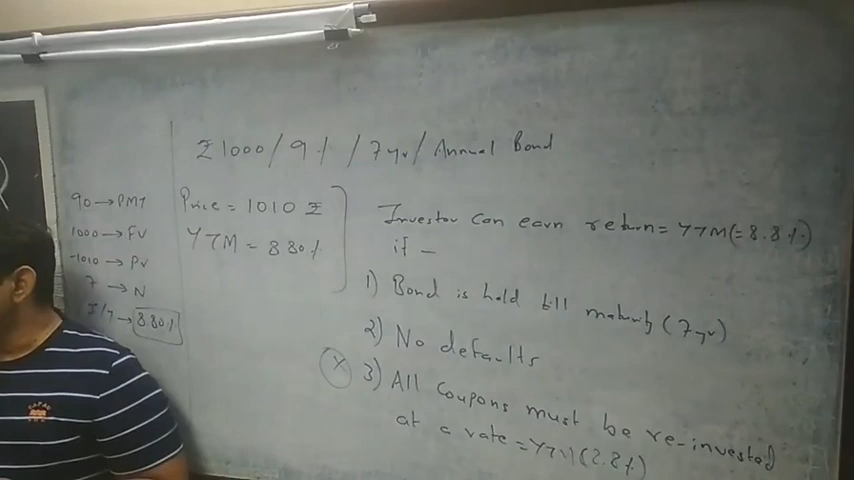 ₹1000/9%/7yr/Annual Bond
90→PMT
1000→FV
-1010→PV
7→N
I/Y→8.80%
Price = 1010 ₹
YTM = 8.80%
Investor can earn return = YTM(=8.8%)
if —
1) Bond is hold till maturity (7yr)
2) No defaults
3) All coupons must be re-invested
at a rate = YTM(8.8%)